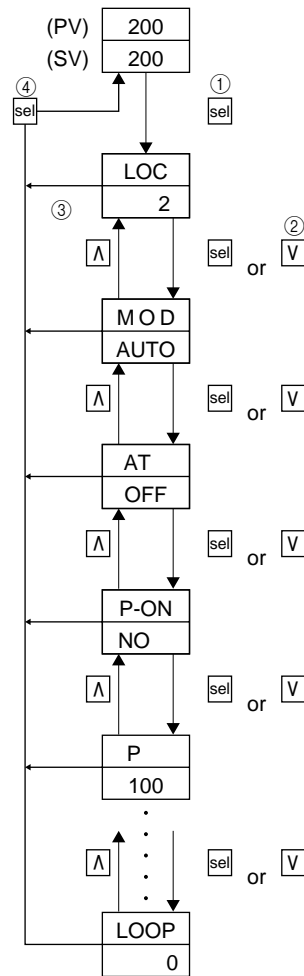 (PV) 200
(SV) 200
④ ①
sel sel
LOC
③ 2
②
∧ sel or ∨
MOD
AUTO
∧ sel or ∨
AT
OFF
∧ sel or ∨
P-ON
NO
∧ sel or ∨
P
100
∧ sel or ∨
LOOP
0